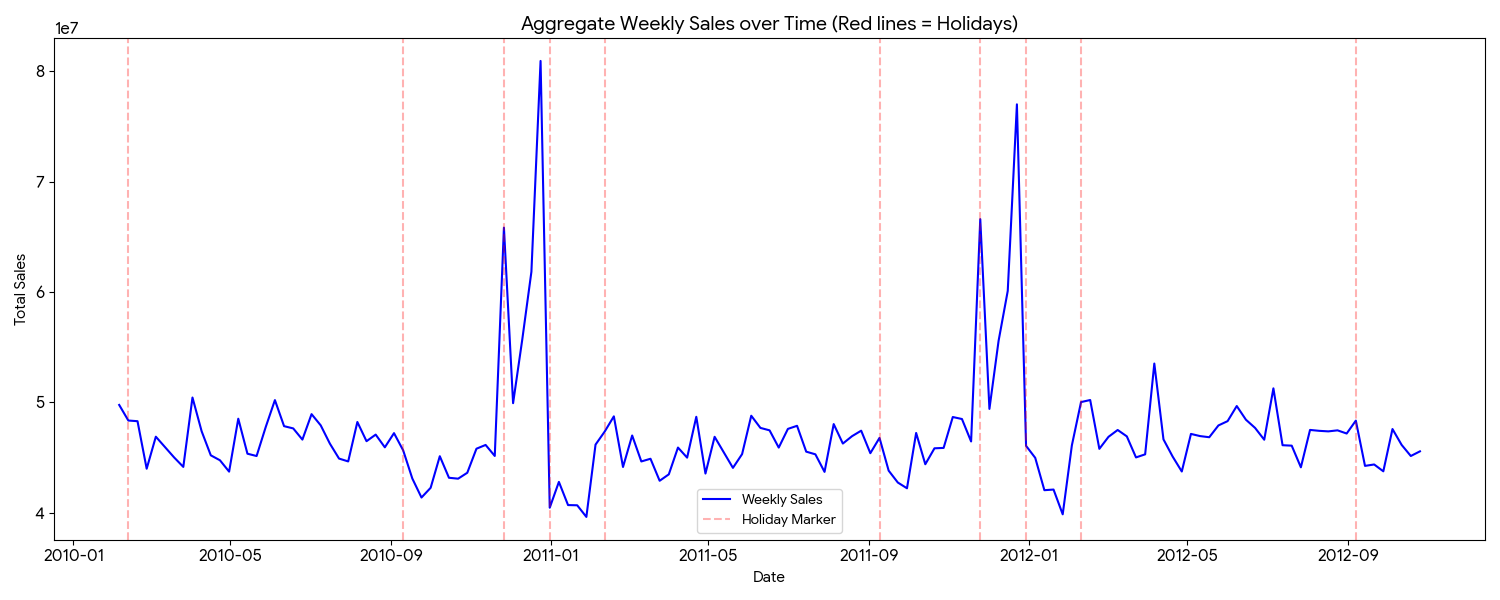 Aggregate Weekly Sales over Time (Red lines = Holidays)
1e7
8
7
6
5
4
Total Sales
2010-01
2010-05
2010-09
2011-01
2011-05
2011-09
2012-01
2012-05
2012-09
Date
Weekly Sales
Holiday Marker